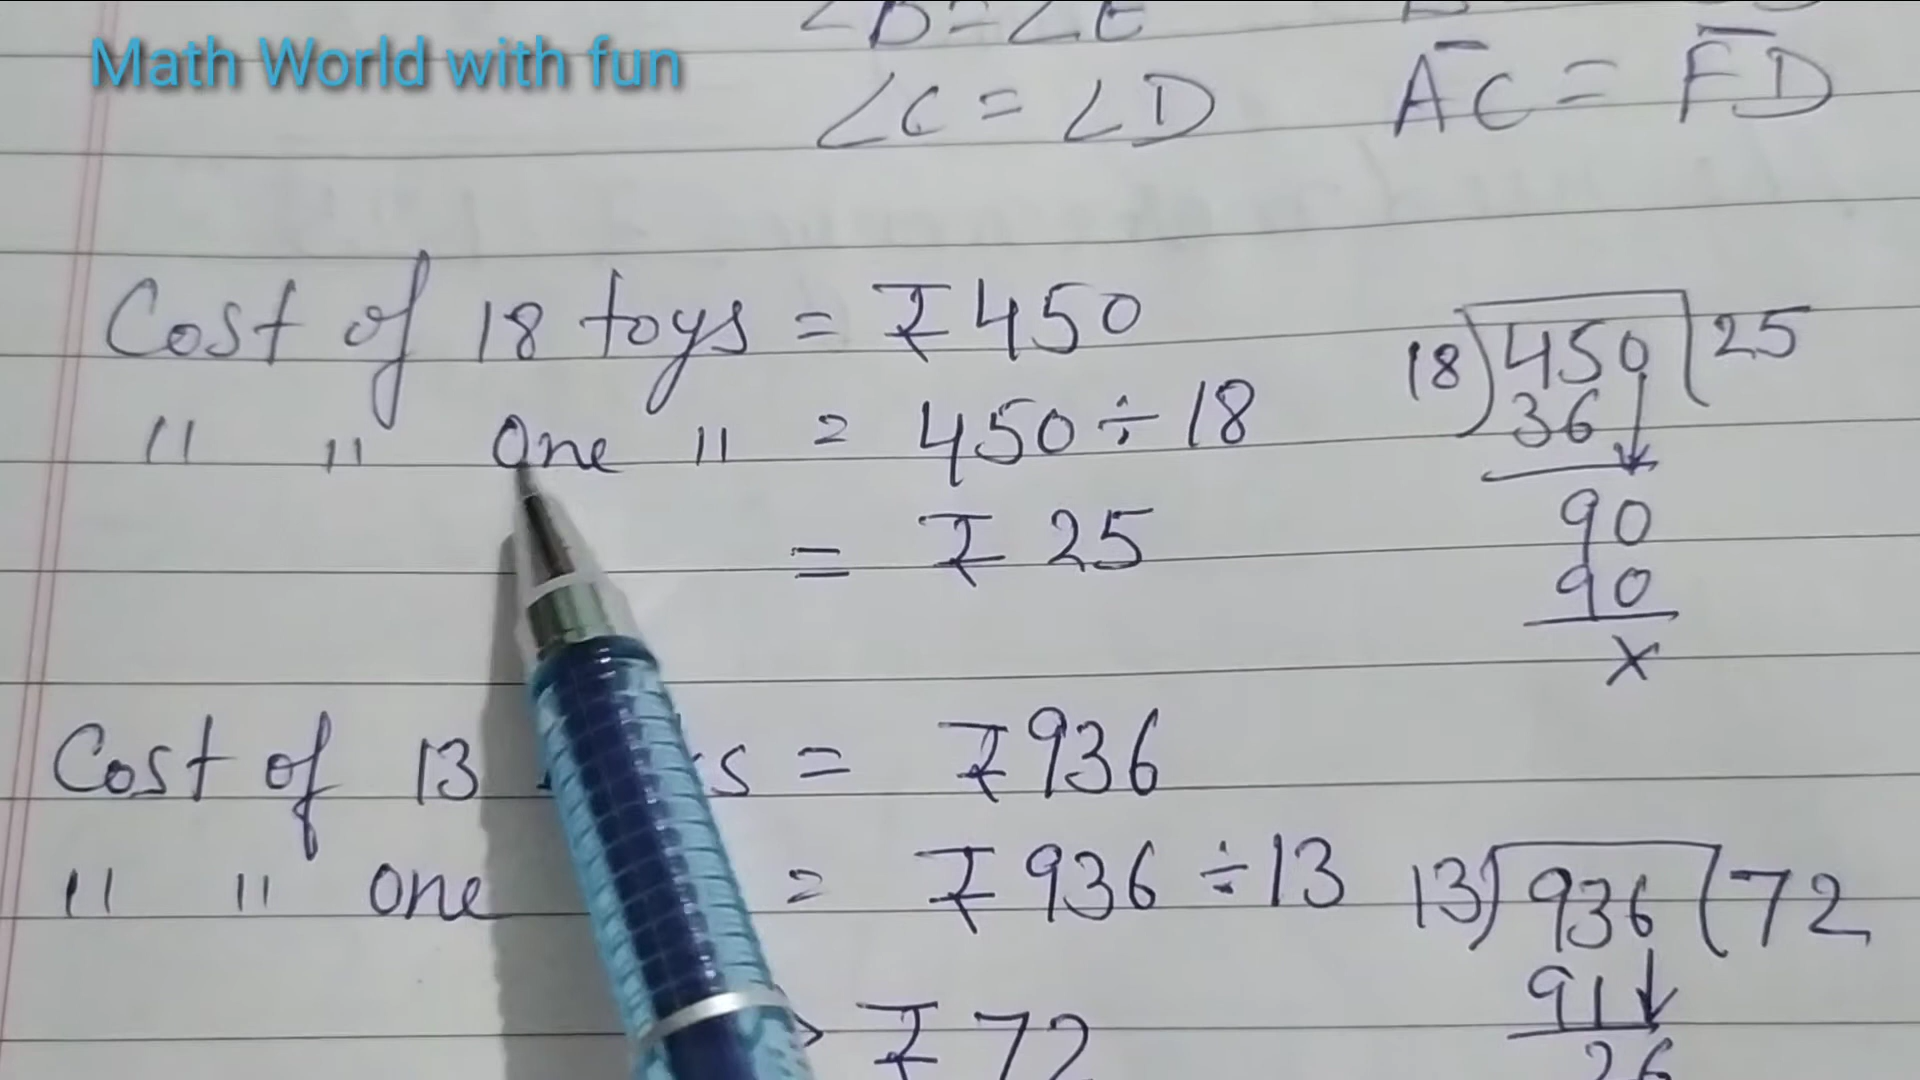 ∠B = ∠E
Math World with fun
∠C = ∠D AC = FD
Cost of 18 toys = ₹450
" " One " = 450 ÷ 18
= ₹ 25
18 ) 450 ( 25
36
90
90
x
Cost of 13 = ₹936
" " one = ₹ 936 ÷ 13
₹ 72
13 ) 936 ( 72
91
26